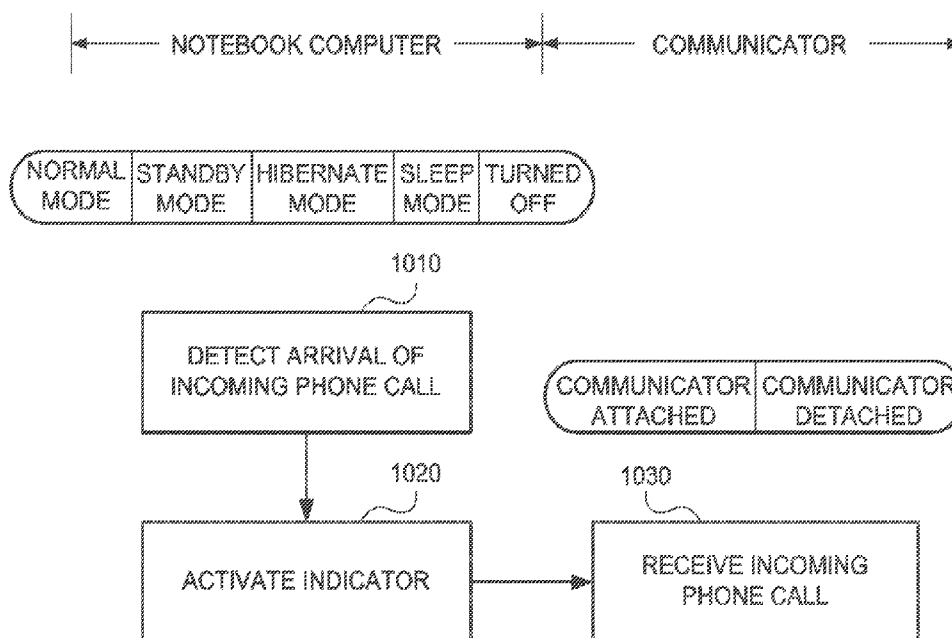 NOTEBOOK COMPUTER
COMMUNICATOR
NORMAL MODE
STANDBY MODE
HIBERNATE MODE
SLEEP MODE
TURNED OFF
1010
DETECT ARRIVAL OF
INCOMING PHONE CALL
COMMUNICATOR ATTACHED
COMMUNICATOR DETACHED
1020
ACTIVATE INDICATOR
1030
RECEIVE INCOMING
PHONE CALL